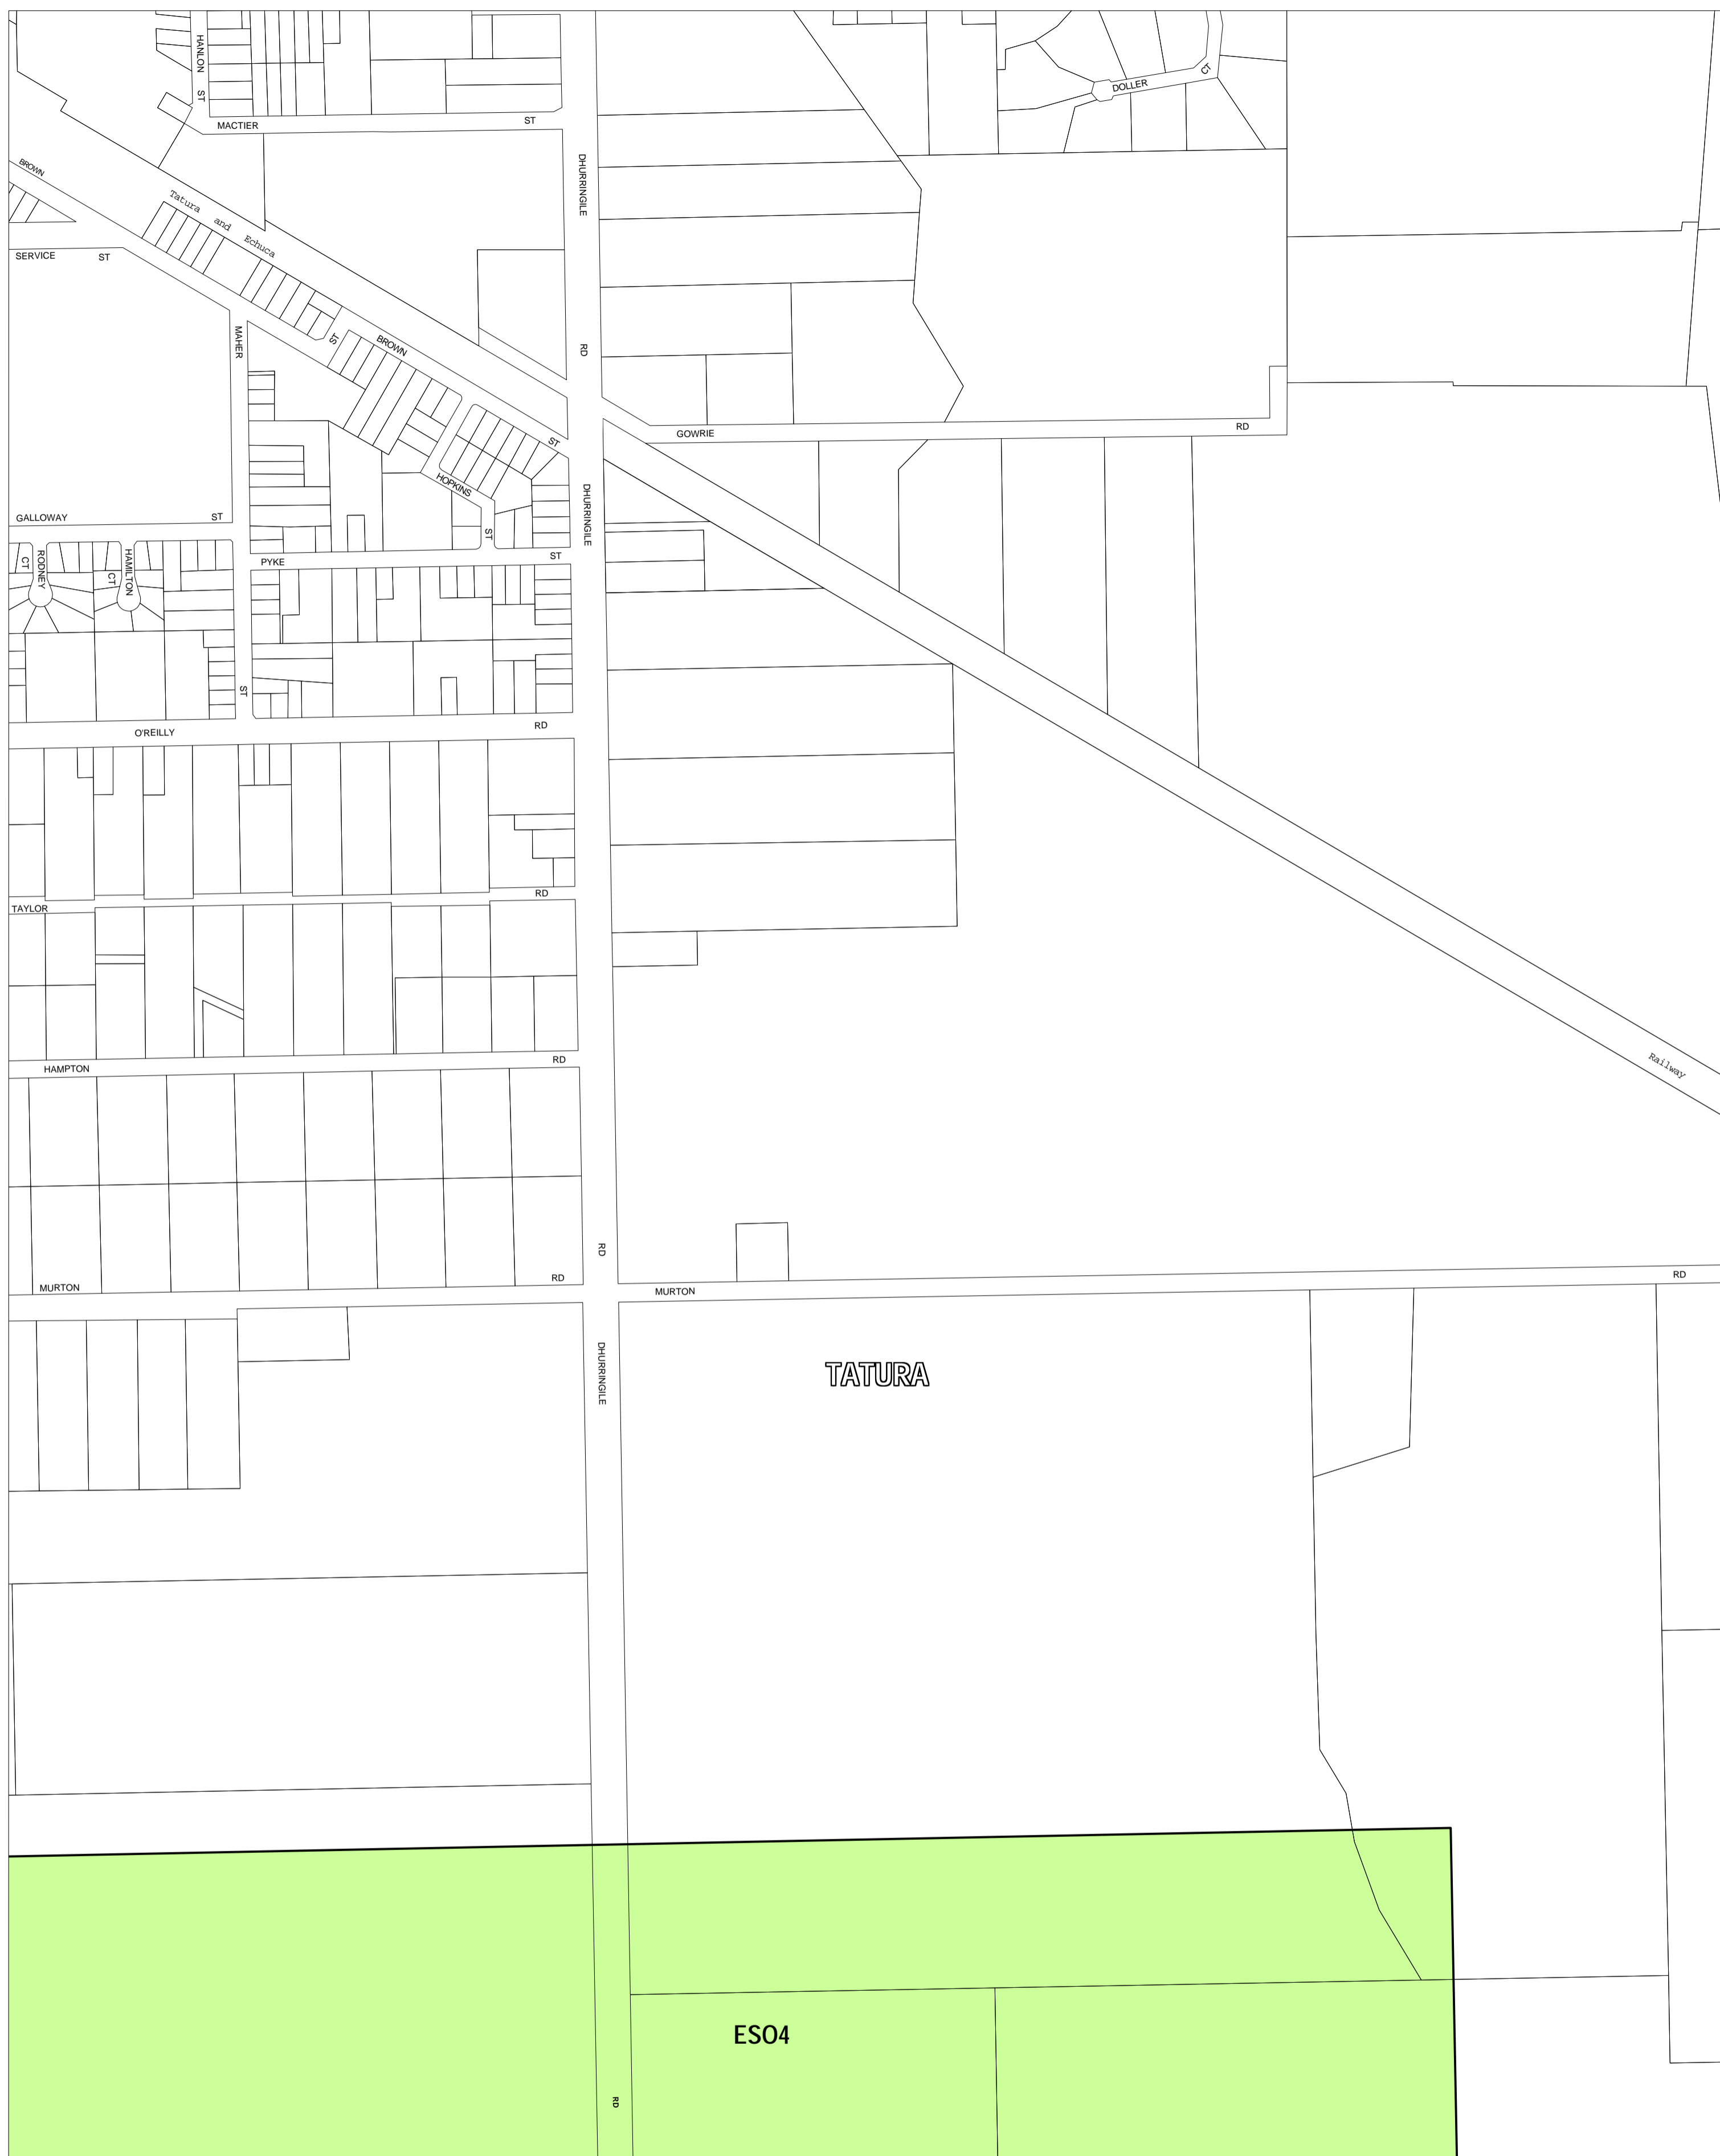 HANLON
ST
MACTIER
ST
DOLLER
CT
BROWN
DHURRINGILE
Tatura and Echuca
SERVICE
ST
MAHER
ST
BROWN
RD
GOWRIE
RD
ST
HOPKINS
DHURRINGILE
GALLOWAY
ST
ST
ST
PYKE
CT
RODNEY
CT
HAMILTON
ST
O'REILLY
RD
RD
TAYLOR
RD
HAMPTON
Railway
RD
MURTON
RD
RD
MURTON
DHURRINGILE
TATURA
ESO4
RD